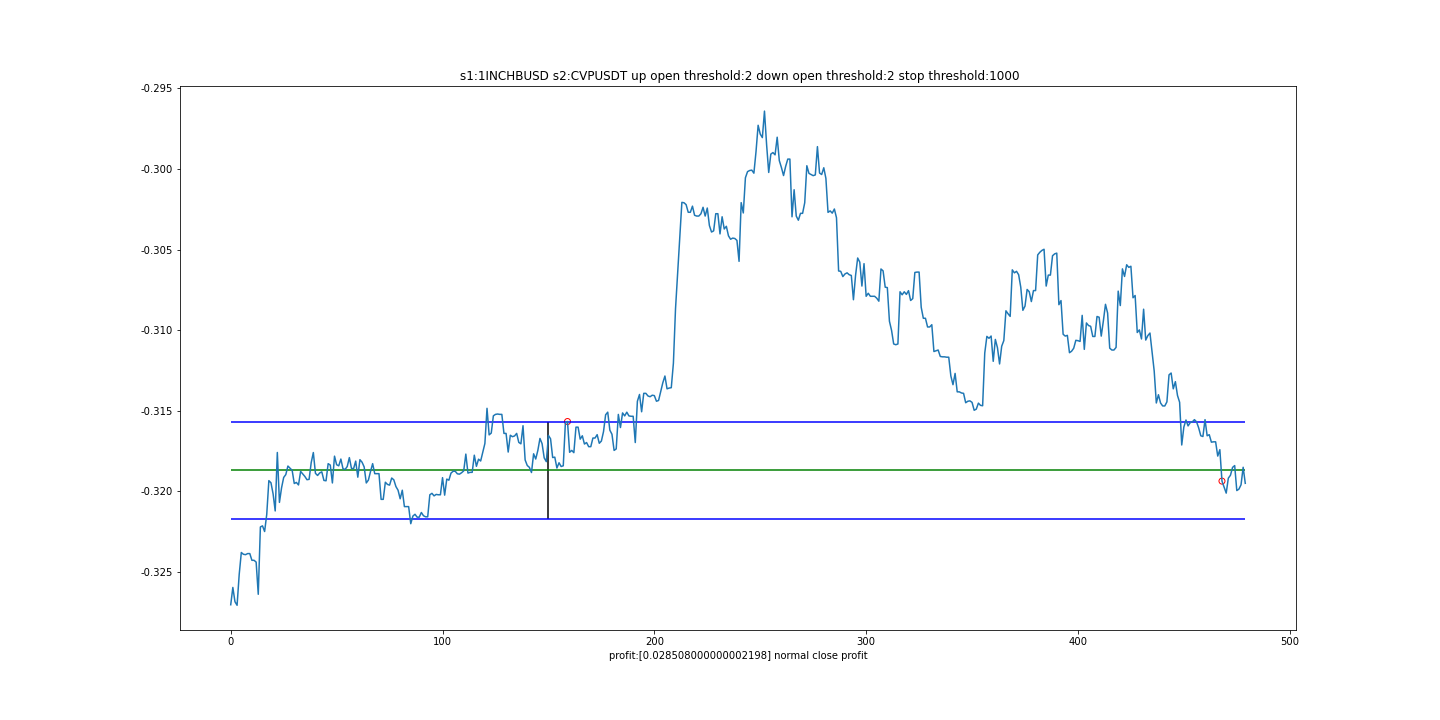 s1:1INCHBUSD s2:CVPUSDT up open threshold:2 down open threshold:2 stop threshold:1000
-0.295
-0.300
-0.305
-0.310
-0.315
-0.320
-0.325
0 100 200 300 400 500
profit:[0.028508000000002198] normal close profit